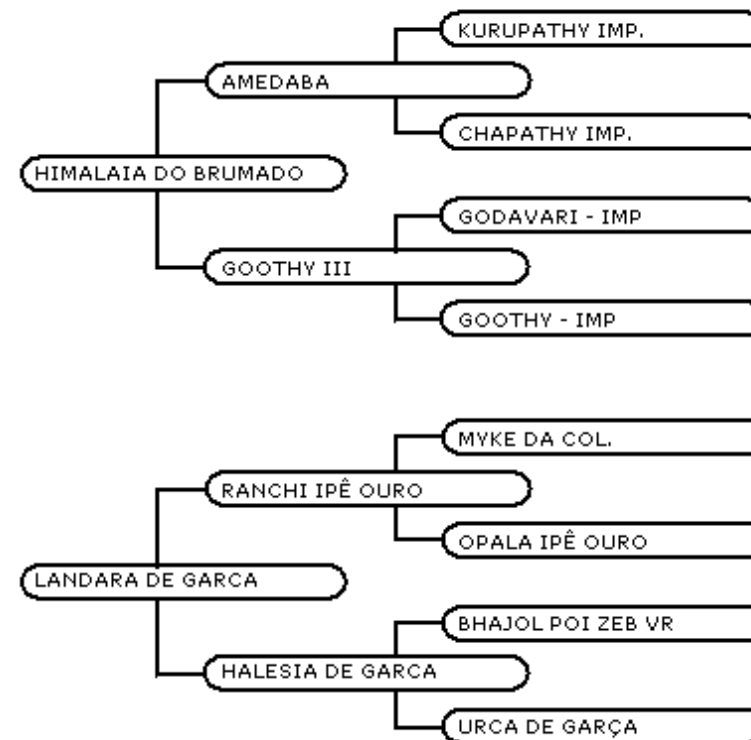 KURUPATHY IMP.
AMEDABA
CHAPATHY IMP.
HIMALAIA DO BRUMADO
GODAVARI - IMP
GOOTHY III
GOOTHY - IMP
MYKE DA COL.
RANCHI IPÊ OURO
OPALA IPÊ OURO
LANDARA DE GARCA
BHAJOL POI ZEB VR
HALESIA DE GARCA
URCA DE GARÇA